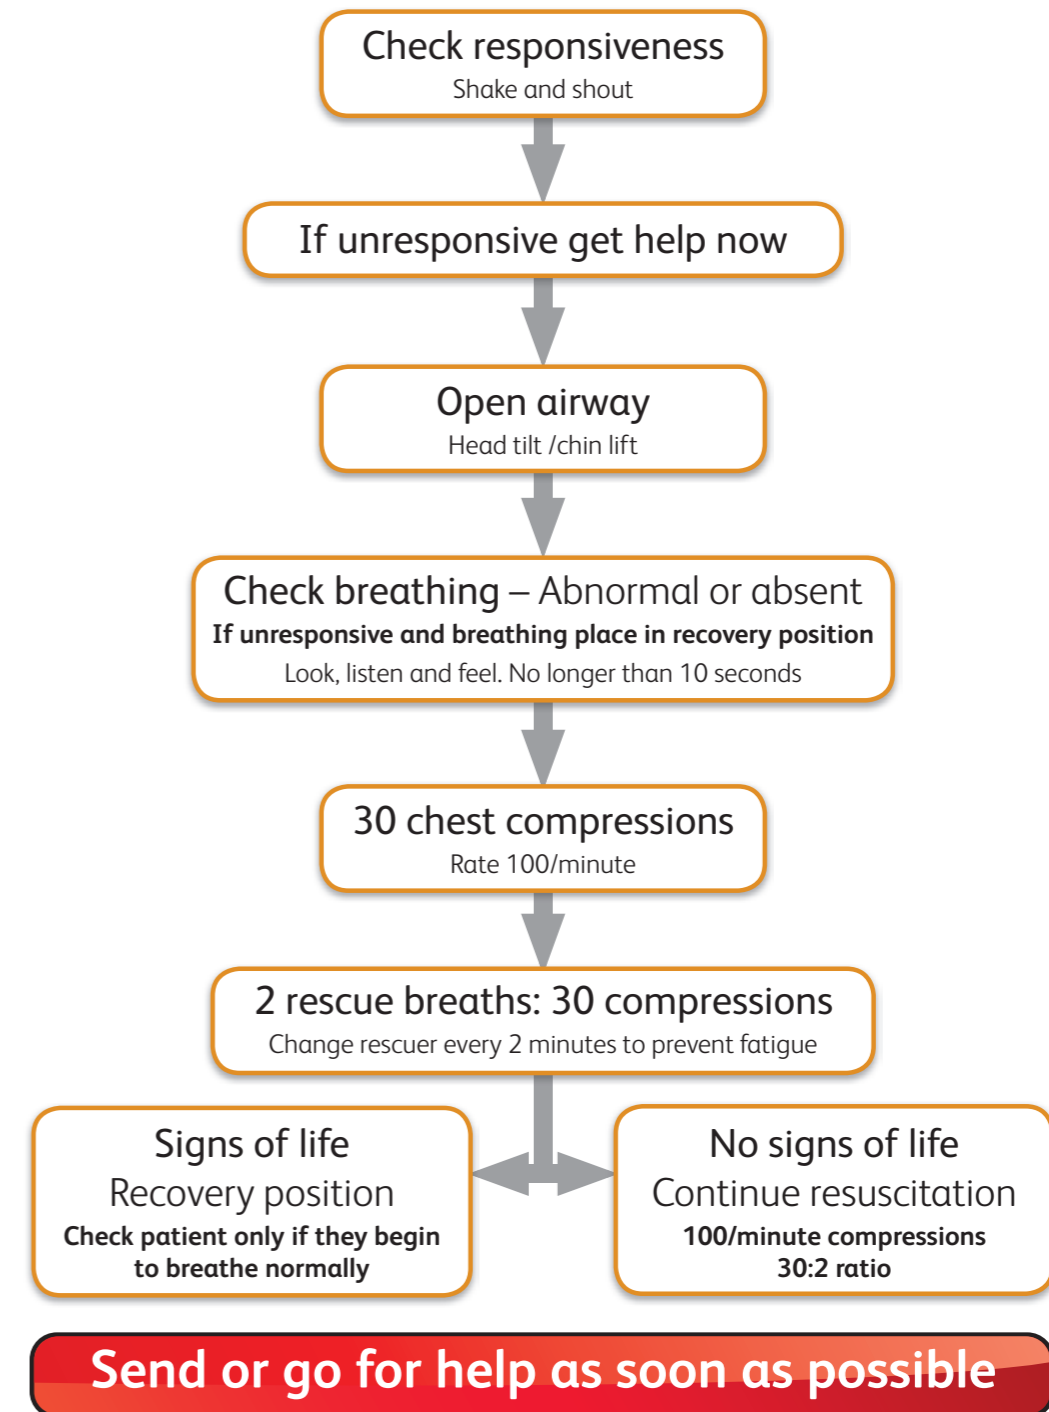 Check responsiveness
Shake and shout
If unresponsive get help now
Open airway
Head tilt /chin lift
Check breathing – Abnormal or absent
If unresponsive and breathing place in recovery position
Look, listen and feel. No longer than 10 seconds
30 chest compressions
Rate 100/minute
2 rescue breaths: 30 compressions
Change rescuer every 2 minutes to prevent fatigue
Signs of life
Recovery position
Check patient only if they begin
to breathe normally
No signs of life
Continue resuscitation
100/minute compressions
30:2 ratio
Send or go for help as soon as possible